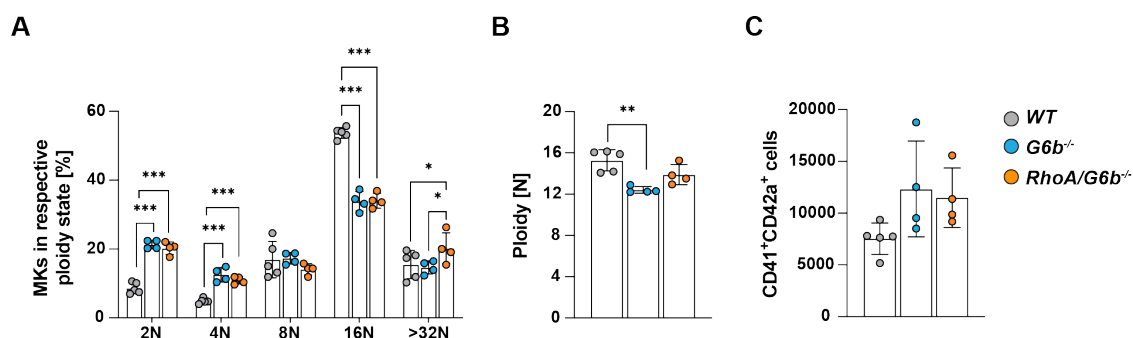 A
B
C
MKs in respective
ploidy state [%]
60
40
20
0
***
***
***
***
***
***
*
*
2N
4N
8N
16N
>32N
Ploidy [N]
20
16
12
8
4
0
**
CD41⁺CD42a⁺ cells
20000
15000
10000
5000
0
WT
G6b⁻/⁻
RhoA/G6b⁻/⁻